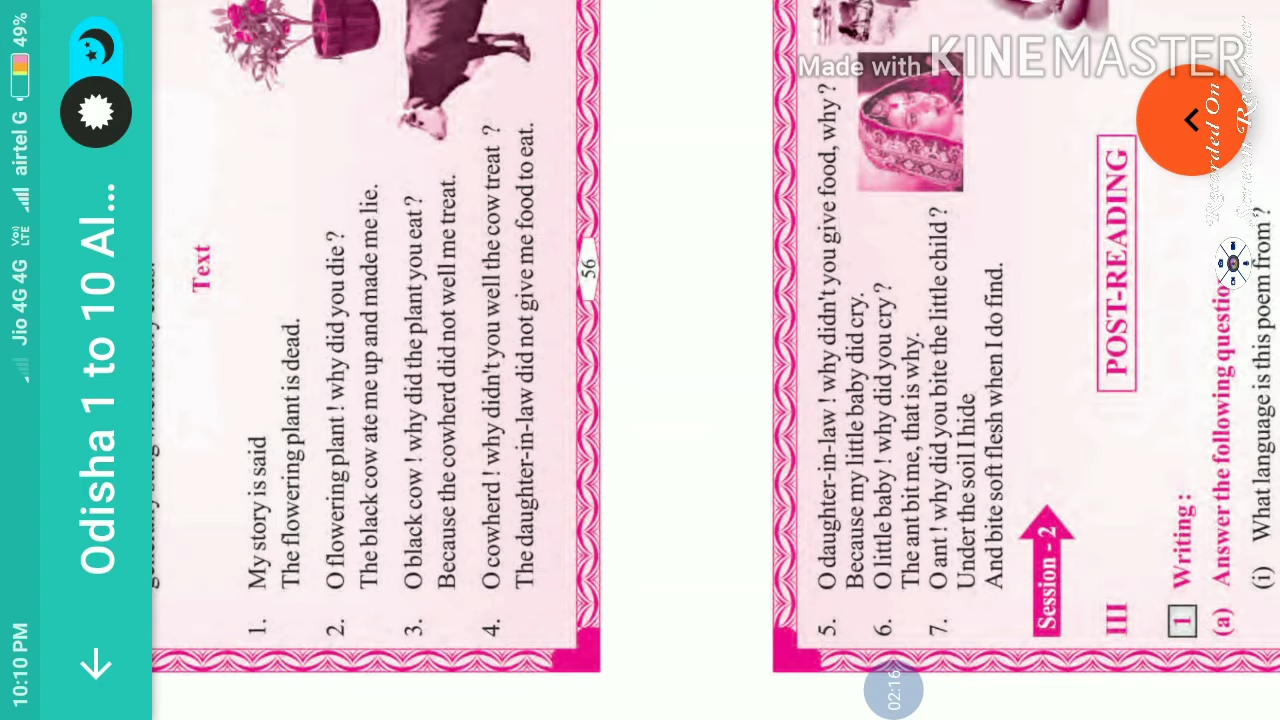 10:10 PM
Jio 4G 4G
VoI) LTE
airtel G
49%
Odisha 1 to 10 Al...
Text
1. My story is said
The flowering plant is dead.
2. O flowering plant ! why did you die ?
The black cow ate me up and made me lie.
3. O black cow ! why did the plant you eat ?
Because the cowherd did not well me treat.
4. O cowherd ! why didn't you well the cow treat ?
The daughter-in-law did not give me food to eat.
56
5. O daughter-in-law ! why didn't you give food, why ?
Because my little baby did cry.
6. O little baby ! why did you cry ?
The ant bit me, that is why.
7. O ant ! why did you bite the little child ?
Under the soil I hide
And bite soft flesh when I do find.
Session - 2
III POST-READING
1 Writing :
(a) Answer the following questio
(i) What language is this poem from ?
Made with KINEMASTER
Recorded On
Screen Recorder
02:16